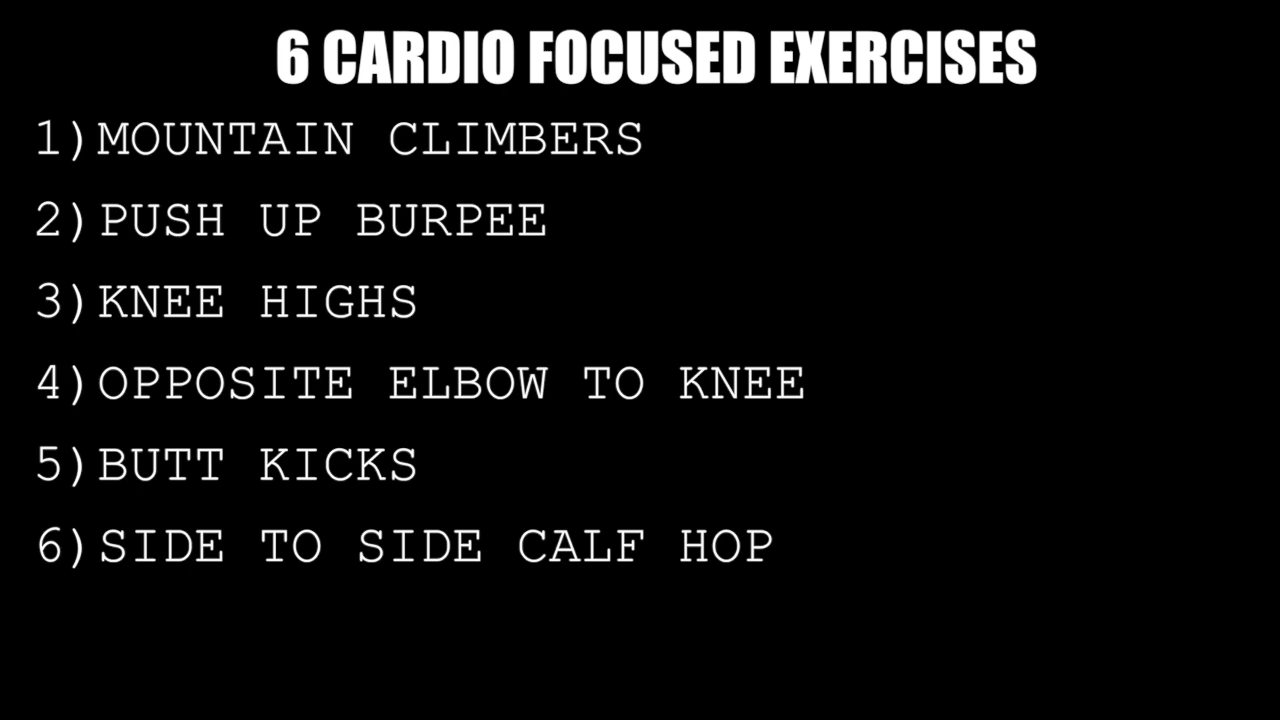 6 CARDIO FOCUSED EXERCISES
1)MOUNTAIN CLIMBERS
2)PUSH UP BURPEE
3)KNEE HIGHS
4)OPPOSITE ELBOW TO KNEE
5)BUTT KICKS
6)SIDE TO SIDE CALF HOP